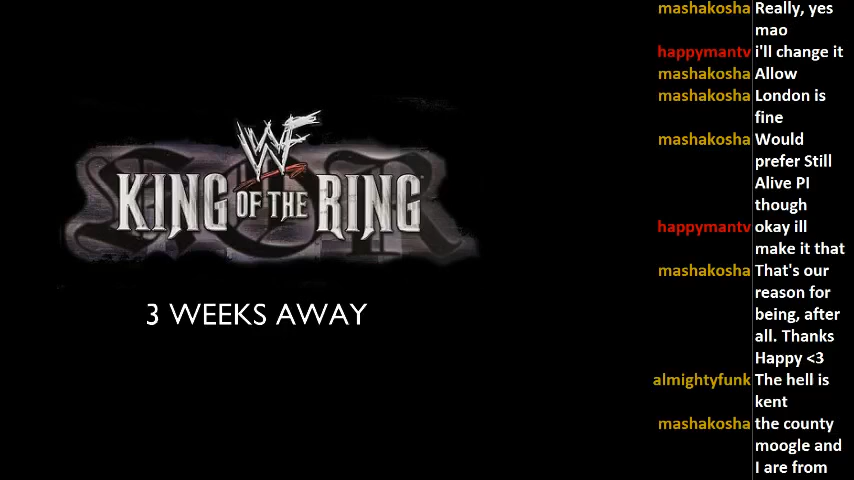 WF
KING OF THE RING
3 WEEKS AWAY
mashakosha Really, yes
mao
happymantv i'll change it
mashakosha Allow
mashakosha London is
fine
mashakosha Would
prefer Still
Alive PI
though
happymantv okay ill
make it that
mashakosha That's our
reason for
being, after
all. Thanks
Happy <3
almightyfunk The hell is
kent
mashakosha the county
moogle and
I are from